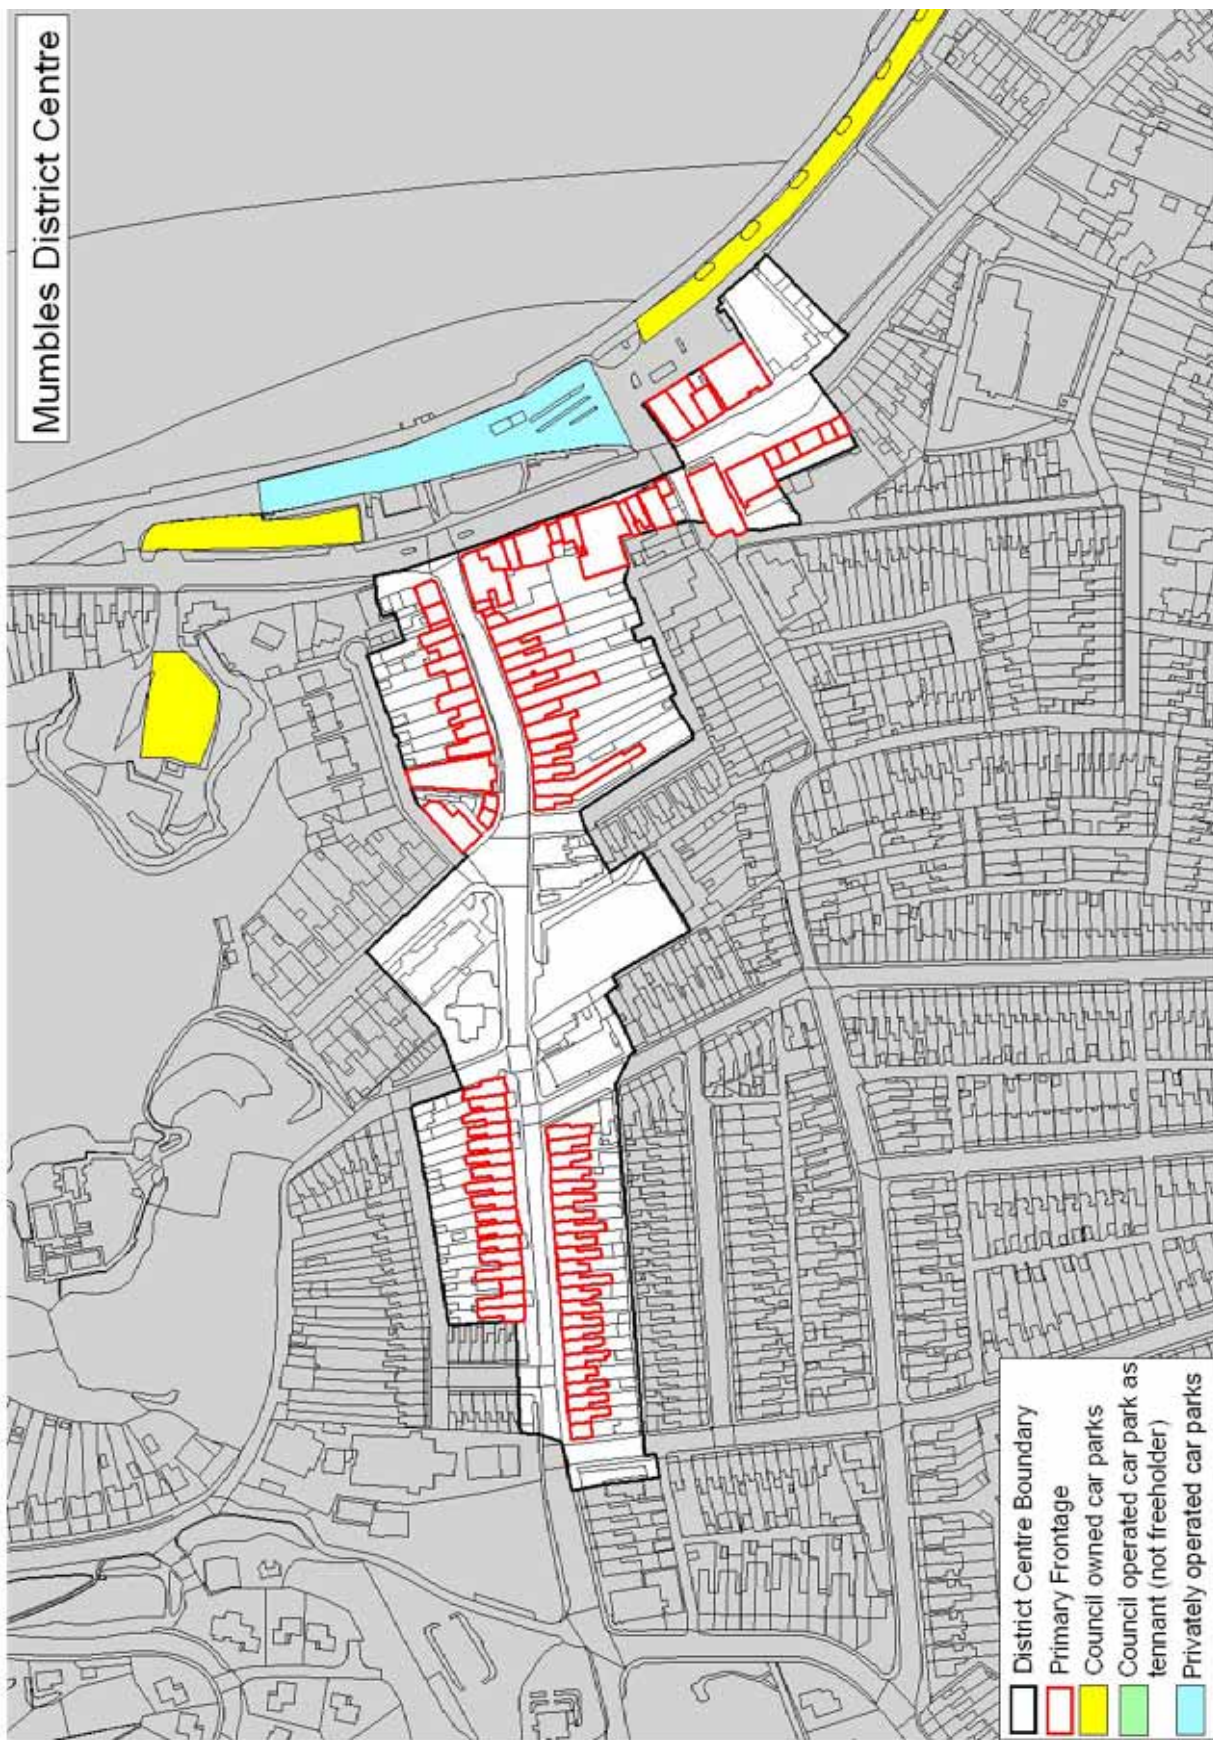 Mumbles District Centre
District Centre Boundary
Primary Frontage
Council owned car parks
Council operated car park as
tennant (not freeholder)
Privately operated car parks